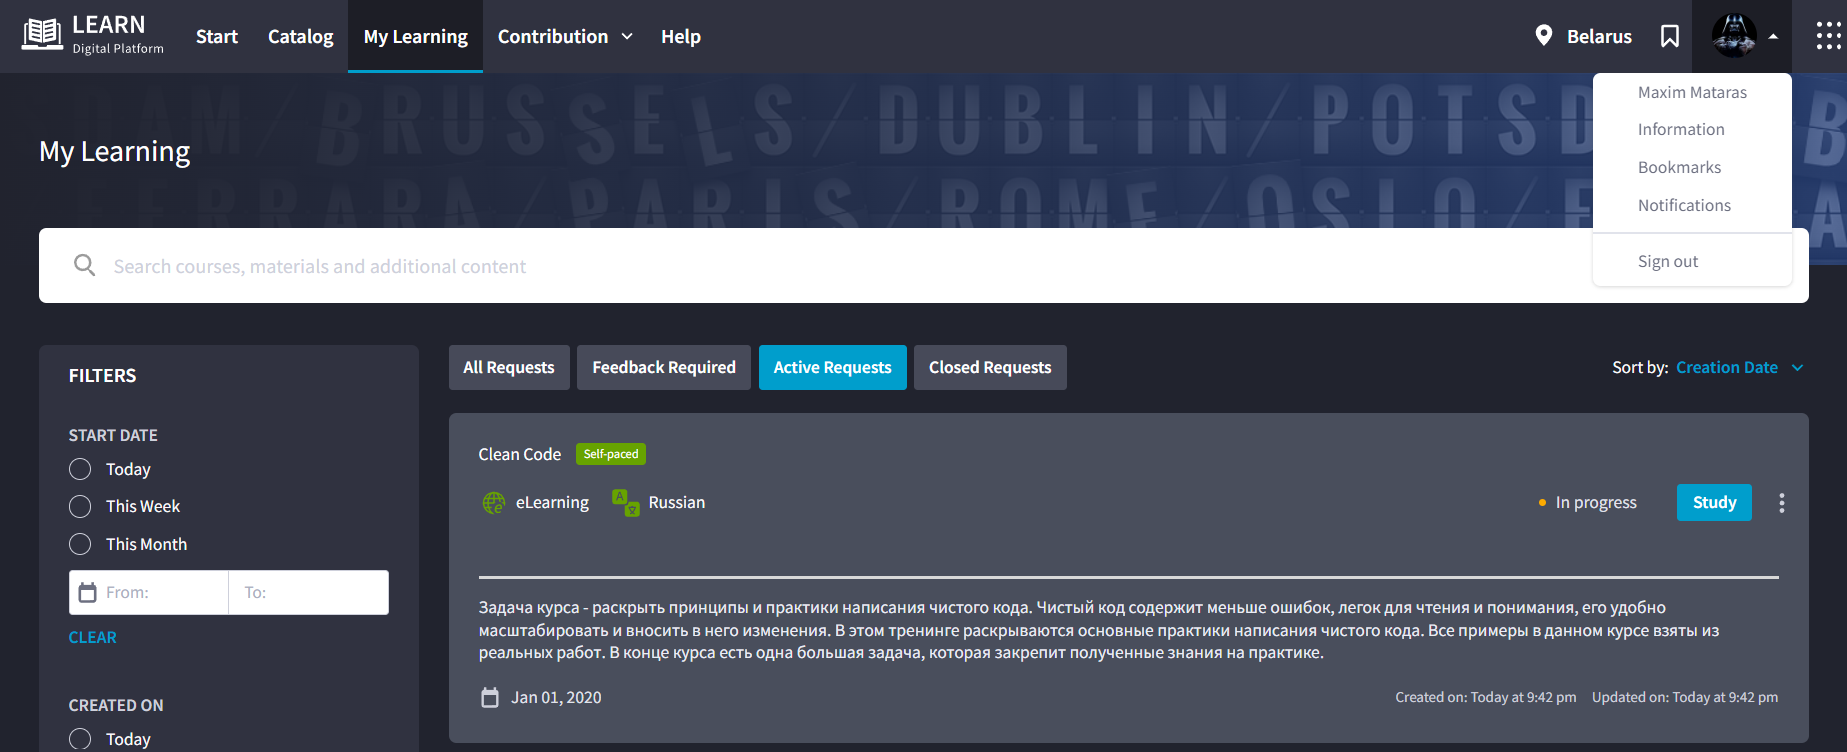 LEARN
Digital Platform
Start
Catalog
My Learning
Contribution
Help
Belarus
Maxim Mataras
Information
Bookmarks
Notifications
Sign out
BRUSSELS/DUBLIN/POTSD
FERRARA/PARIS/ROME/OSLO/
My Learning
Search courses, materials and additional content
FILTERS
START DATE
Today
This Week
This Month
From:
To:
CLEAR
CREATED ON
Today
All Requests
Feedback Required
Active Requests
Closed Requests
Sort by: Creation Date
Clean Code
Self-paced
eLearning
Russian
In progress
Study
Задача курса - раскрыть принципы и практики написания чистого кода. Чистый код содержит меньше ошибок, легок для чтения и понимания, его удобно
масштабировать и вносить в него изменения. В этом тренинге раскрываются основные практики написания чистого кода. Все примеры в данном курсе взяты из
реальных работ. В конце курса есть одна большая задача, которая закрепит полученные знания на практике.
Jan 01, 2020
Created on: Today at 9:42 pm
Updated on: Today at 9:42 pm